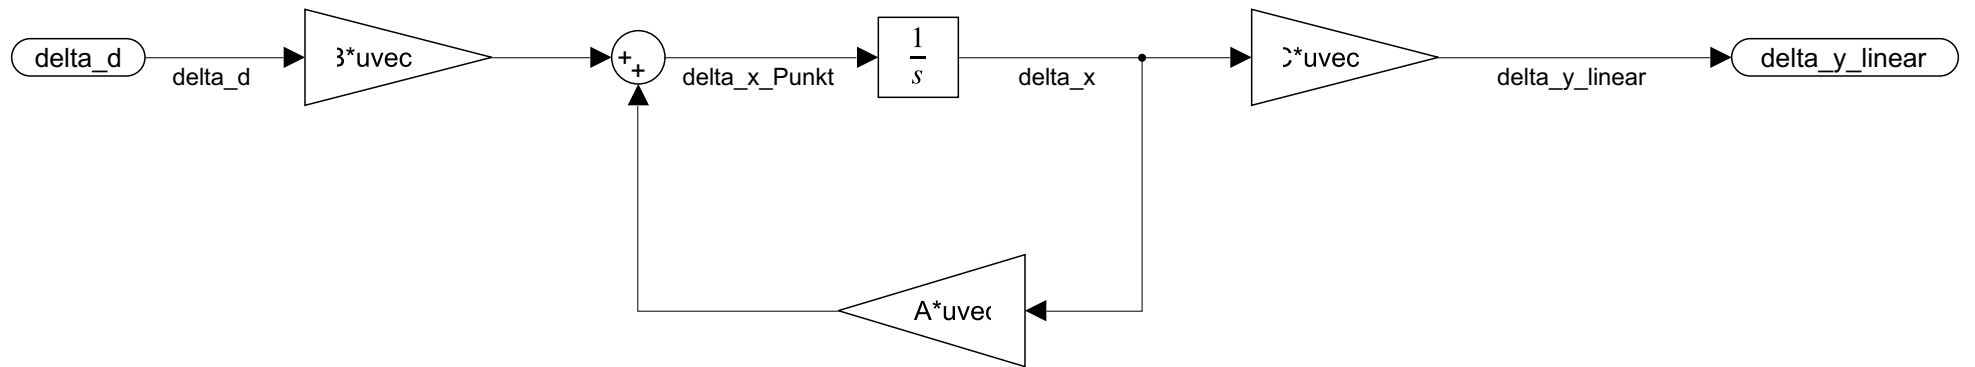 delta_d
delta_d
B*uvec
+
+
delta_x_Punkt
1
s
delta_x
C*uvec
delta_y_linear
delta_y_linear
A*uvec